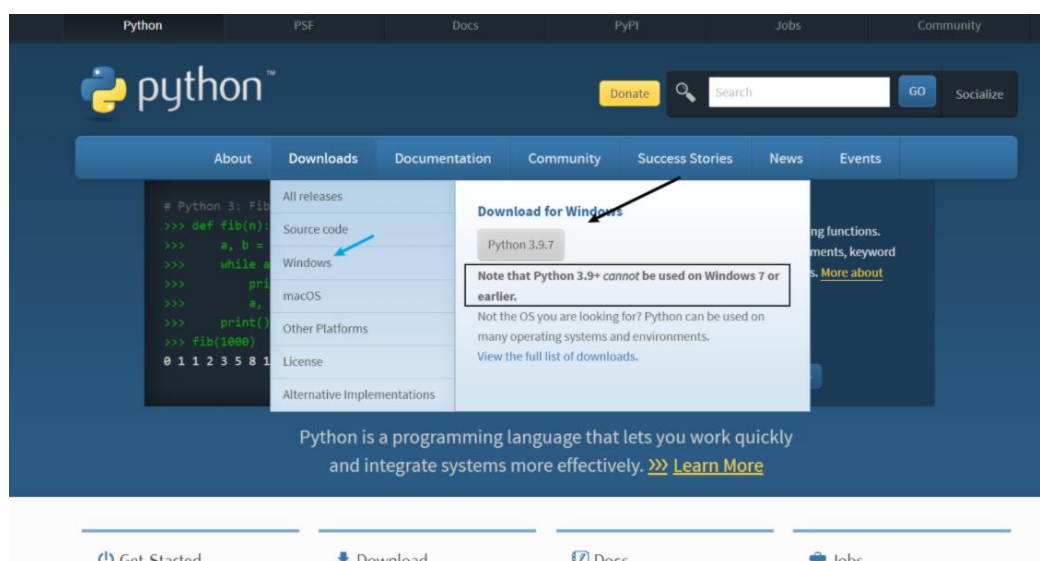 Python PSF Docs PyPI Jobs Community
python™
Donate Search GO Socialize
About Downloads Documentation Community Success Stories News Events
# Python 3: Fib
>>> def fib(n):
>>> a, b =
>>> while a
>>> pri
>>> a,
>>> print()
>>> fib(1000)
0 1 1 2 3 5 8 1
All releases
Source code
Windows
macOS
Other Platforms
License
Alternative Implementations
Download for Windows
Python 3.9.7
Note that Python 3.9+ cannot be used on Windows 7 or
earlier.
Not the OS you are looking for? Python can be used on
many operating systems and environments.
View the full list of downloads.
ng functions.
ments, keyword
s. More about
Python is a programming language that lets you work quickly
and integrate systems more effectively. >>> Learn More
Get Started Download Docs Jobs